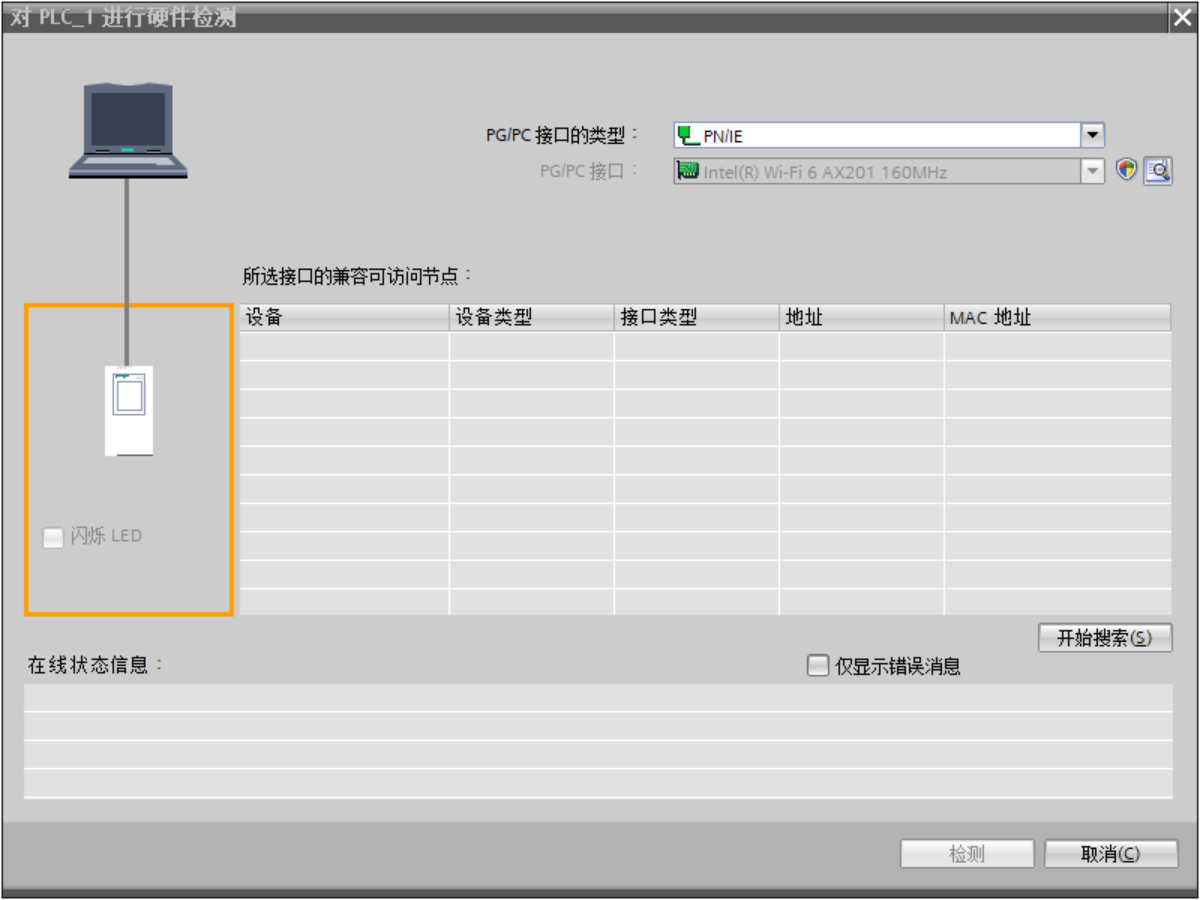 对 PLC_1 进行硬件检测
PG/PC 接口的类型：
PN/IE
PG/PC 接口：
Intel(R) Wi-Fi 6 AX201 160MHz
所选接口的兼容可访问节点：
设备 设备类型 接口类型 地址 MAC 地址
闪烁 LED
开始搜索(S)
在线状态信息：
仅显示错误消息
检测
取消(C)